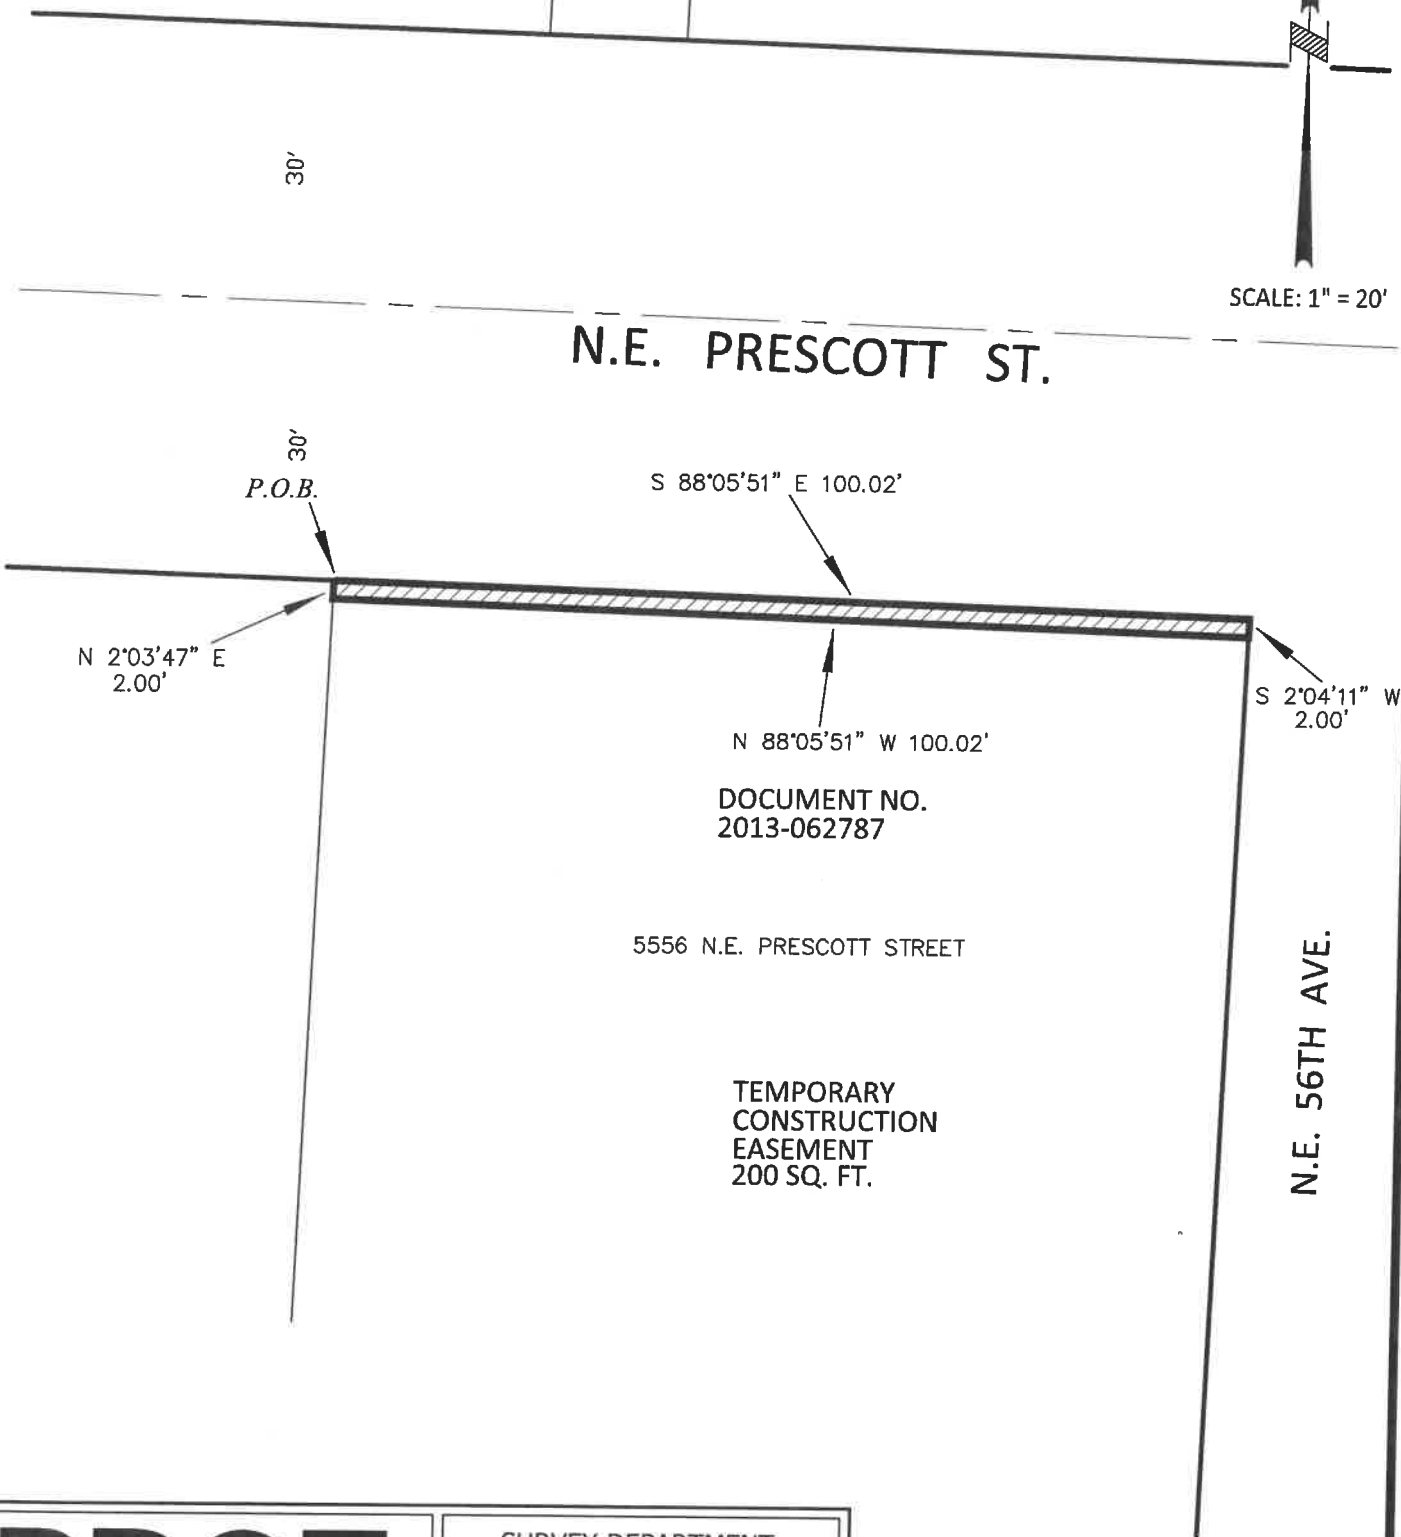 30'
SCALE: 1" = 20'
N.E. PRESCOTT ST.
30'
P.O.B.
S 88°05'51" E 100.02'
N 2°03'47" E
2.00'
S 2°04'11" W
2.00'
N 88°05'51" W 100.02'
DOCUMENT NO.
2013-062787
5556 N.E. PRESCOTT STREET
N.E. 56TH AVE.
TEMPORARY
CONSTRUCTION
EASEMENT
200 SQ. FT.
SURVEY DEPARTMENT